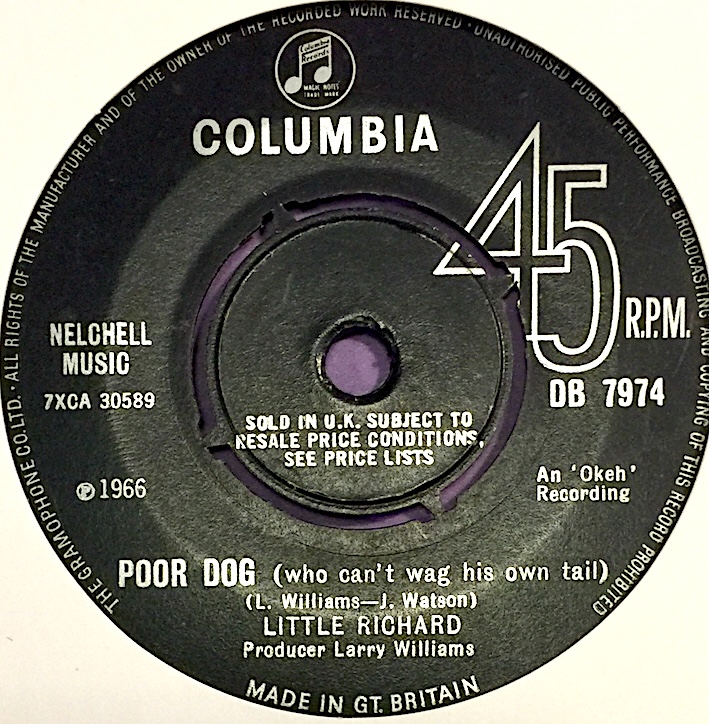 THE GRAMOPHONE CO. LTD. · ALL RIGHTS OF THE MANUFACTURER AND OF THE OWNER OF THE RECORDED WORK RESERVED · UNAUTHORISED PUBLIC PERFORMANCE BROADCASTING AND COPYING OF THIS RECORD PROHIBITED
Columbia
Records
MAGIC NOTES
TRADE MARK
COLUMBIA
45
R.P.M.
NELCHELL
MUSIC
7XCA 30589
DB 7974
SOLD IN U.K. SUBJECT TO
RESALE PRICE CONDITIONS,
SEE PRICE LISTS
℗ 1966
An 'Okeh'
Recording
POOR DOG (who can't wag his own tail)
(L. Williams—J. Watson)
LITTLE RICHARD
Producer Larry Williams
MADE IN GT. BRITAIN